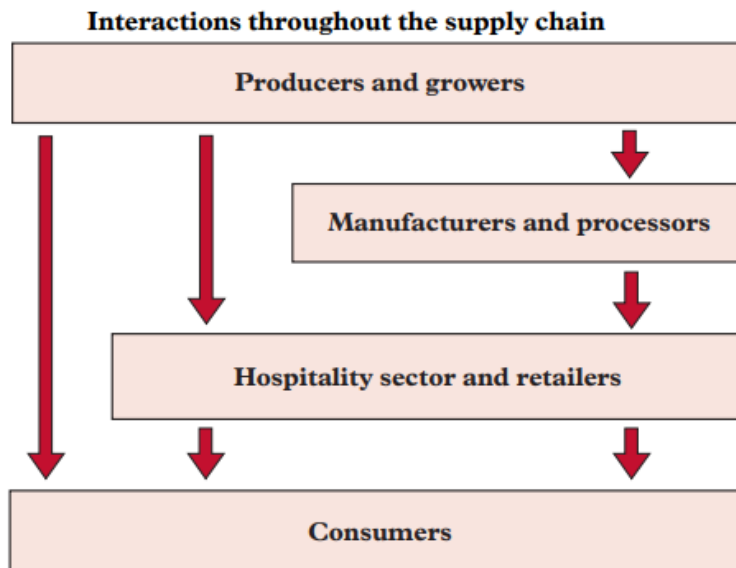 Interactions throughout the supply chain
Producers and growers
Manufacturers and processors
Hospitality sector and retailers
Consumers